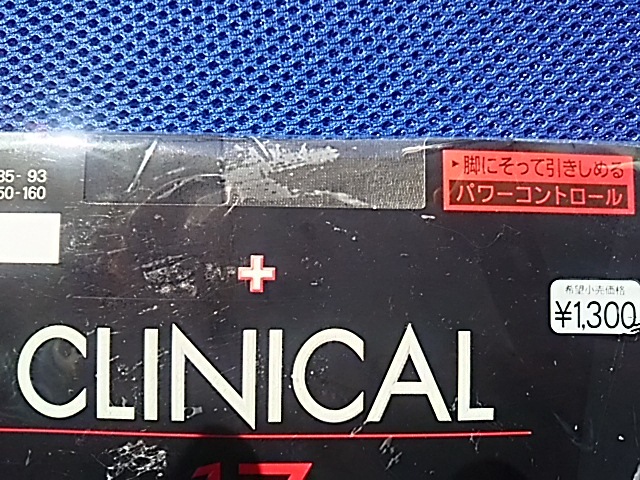 85- 93
50-160
▸脚にそって引きしめる
パワーコントロール
希望小売価格
¥1,300
CLINICAL
17